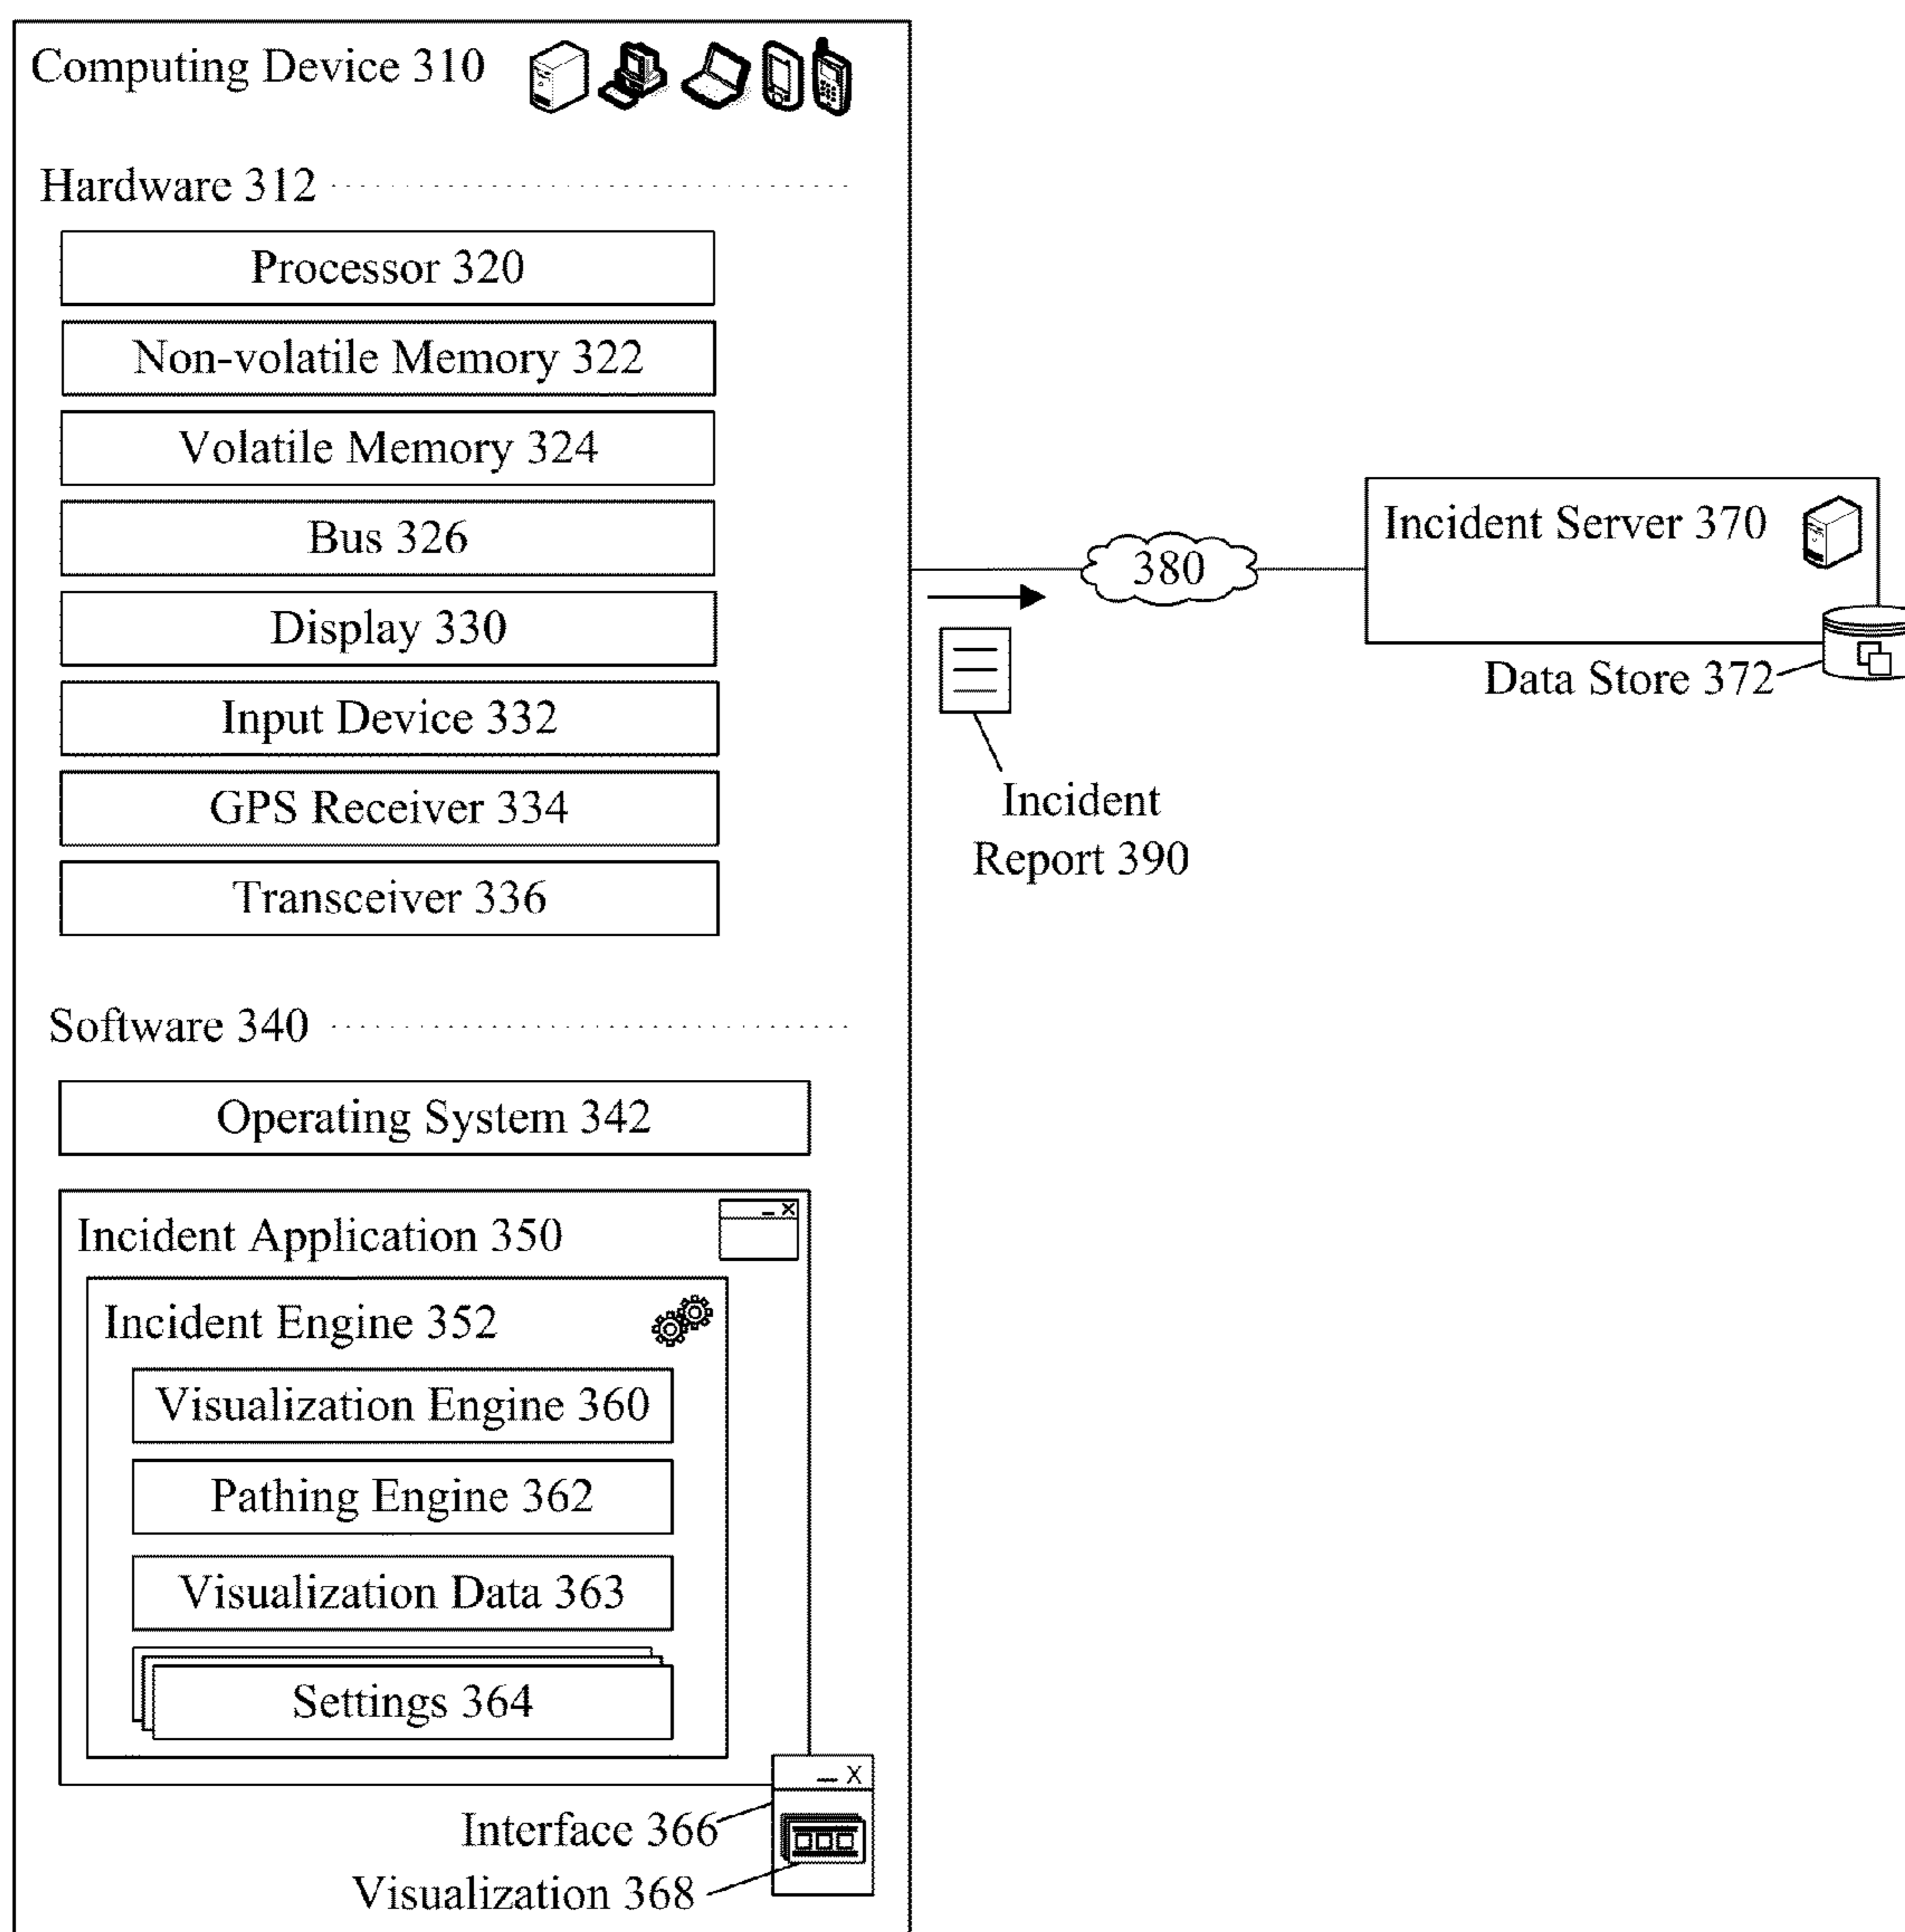 Computing Device 310
Hardware 312
Processor 320
Non-volatile Memory 322
Volatile Memory 324
Bus 326
Display 330
Input Device 332
GPS Receiver 334
Transceiver 336
Software 340
Operating System 342
Incident Application 350
Incident Engine 352
Visualization Engine 360
Pathing Engine 362
Visualization Data 363
Settings 364
Interface 366
Visualization 368
380
Incident
Report 390
Incident Server 370
Data Store 372